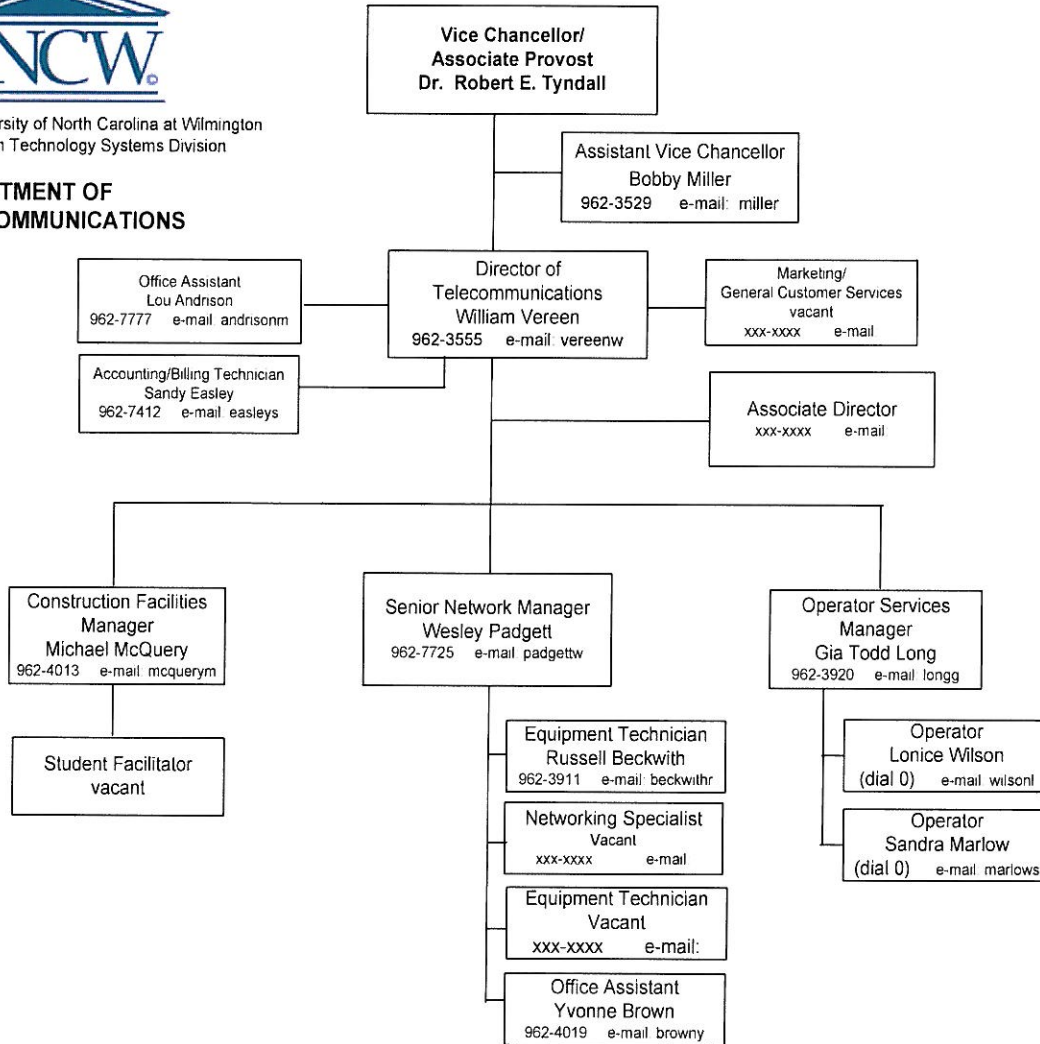 NCW
©
rsity of North Carolina at Wilmington
n Technology Systems Division
TMENT OF
OMMUNICATIONS
Vice Chancellor/
Associate Provost
Dr. Robert E. Tyndall
Assistant Vice Chancellor
Bobby Miller
962-3529 e-mail: miller
Office Assistant
Lou Andrison
962-7777 e-mail andrisonm
Director of
Telecommunications
William Vereen
962-3555 e-mail: vereenw
Marketing/
General Customer Services
vacant
xxx-xxxx e-mail
Accounting/Billing Technician
Sandy Easley
962-7412 e-mail easleys
Associate Director
xxx-xxxx e-mail
Construction Facilities
Manager
Michael McQuery
962-4013 e-mail mcquerym
Student Facilitator
vacant
Senior Network Manager
Wesley Padgett
962-7725 e-mail padgettw
Equipment Technician
Russell Beckwith
962-3911 e-mail: beckwithr
Networking Specialist
Vacant
xxx-xxxx e-mail
Equipment Technician
Vacant
xxx-xxxx e-mail:
Office Assistant
Yvonne Brown
962-4019 e-mail browny
Operator Services
Manager
Gia Todd Long
962-3920 e-mail: longg
Operator
Lonice Wilson
(dial 0) e-mail wilsonl
Operator
Sandra Marlow
(dial 0) e-mail marlows